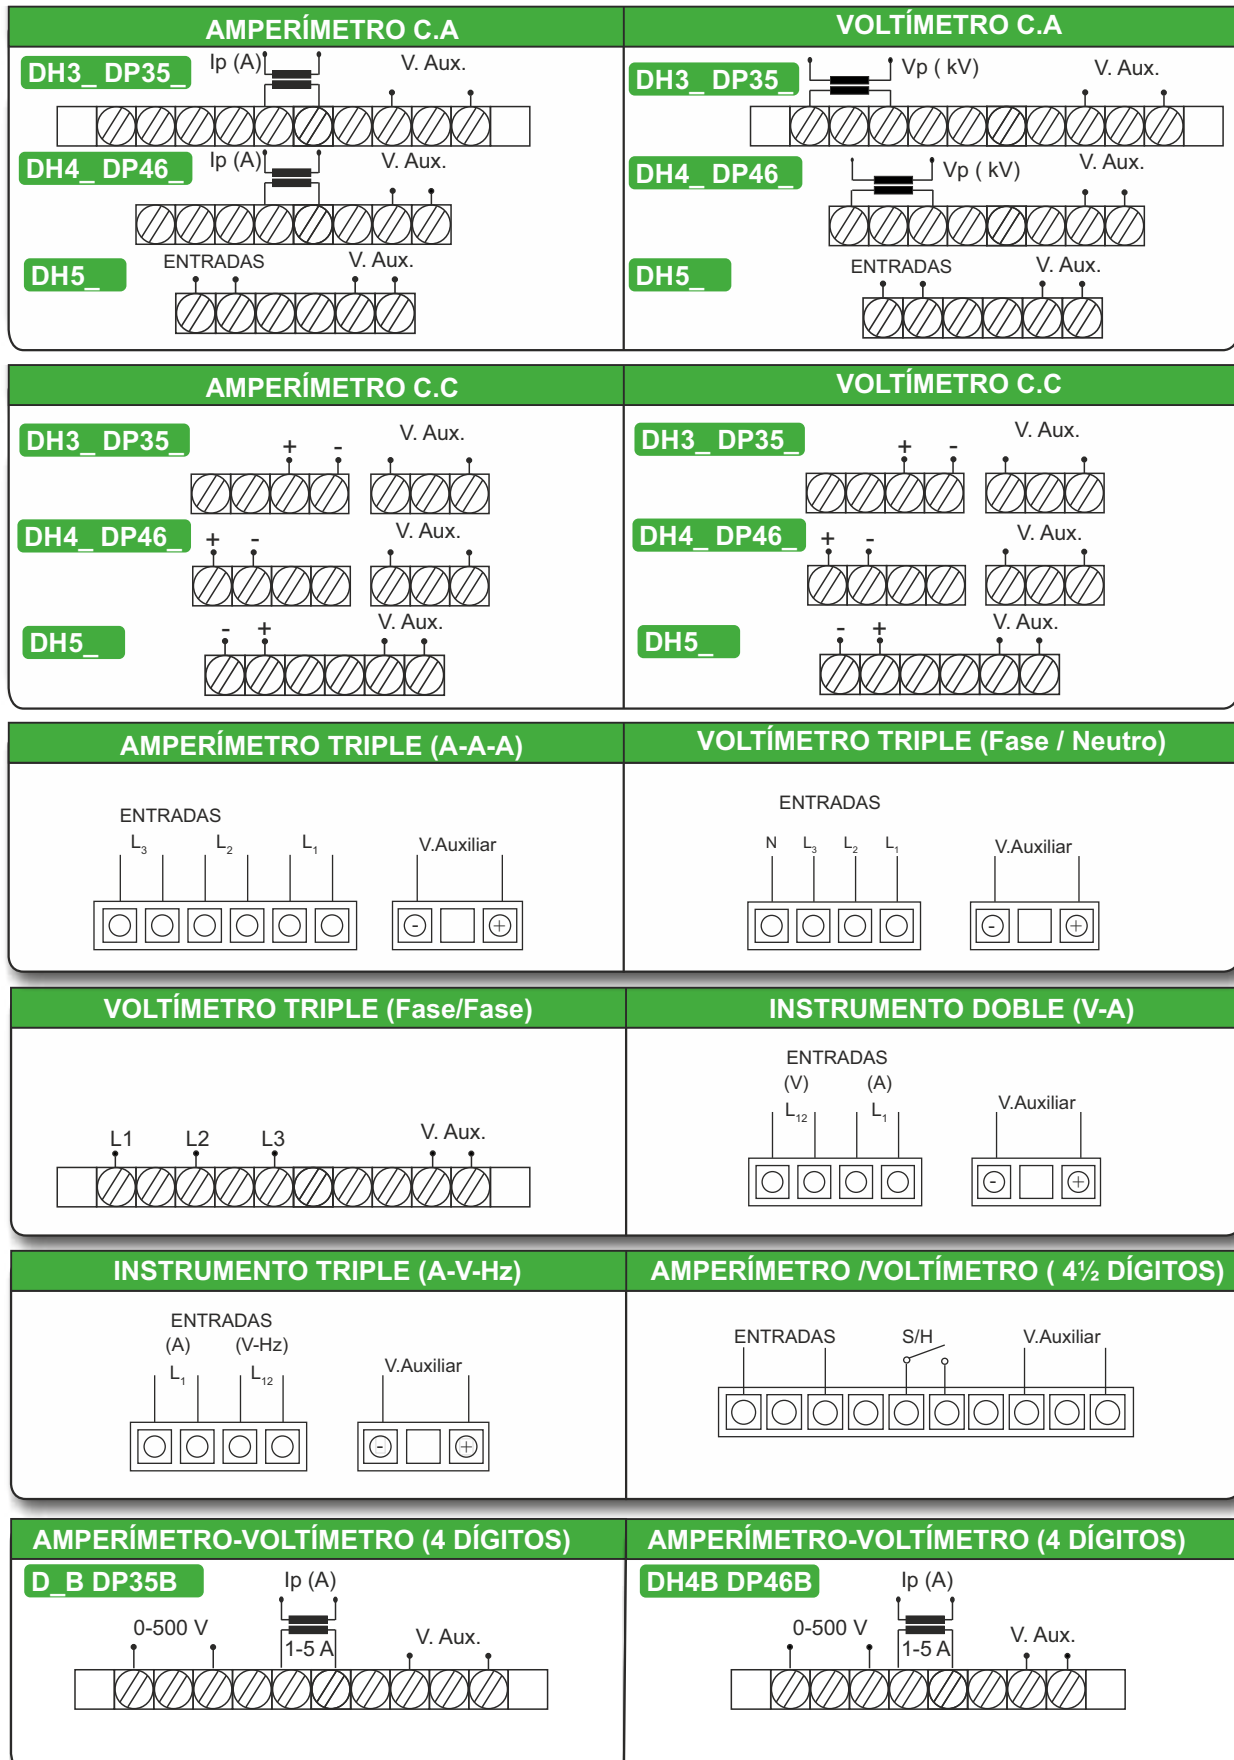 AMPERÍMETRO C.A
DH3_ DP35_
Ip (A)
V. Aux.
DH4_ DP46_
Ip (A)
V. Aux.
DH5_
ENTRADAS
V. Aux.
VOLTÍMETRO C.A
DH3_ DP35_
Vp ( kV)
V. Aux.
DH4_ DP46_
Vp ( kV)
V. Aux.
DH5_
ENTRADAS
V. Aux.
AMPERÍMETRO C.C
DH3_ DP35_
+ -
V. Aux.
DH4_ DP46_
+ -
V. Aux.
DH5_
- +
V. Aux.
VOLTÍMETRO C.C
DH3_ DP35_
+ -
V. Aux.
DH4_ DP46_
+ -
V. Aux.
DH5_
- +
V. Aux.
AMPERÍMETRO TRIPLE (A-A-A)
ENTRADAS
L3 L2 L1
V.Auxiliar
- +
VOLTÍMETRO TRIPLE (Fase / Neutro)
ENTRADAS
N L3 L2 L1
V.Auxiliar
- +
VOLTÍMETRO TRIPLE (Fase/Fase)
L1 L2 L3
V. Aux.
INSTRUMENTO DOBLE (V-A)
ENTRADAS
(V) (A)
L12 L1
V.Auxiliar
- +
INSTRUMENTO TRIPLE (A-V-Hz)
ENTRADAS
(A) (V-Hz)
L1 L12
V.Auxiliar
- +
AMPERÍMETRO /VOLTÍMETRO ( 4½ DÍGITOS)
ENTRADAS
S/H
V.Auxiliar
AMPERÍMETRO-VOLTÍMETRO (4 DÍGITOS)
D_B DP35B
Ip (A)
0-500 V
1-5 A
V. Aux.
AMPERÍMETRO-VOLTÍMETRO (4 DÍGITOS)
DH4B DP46B
Ip (A)
0-500 V
1-5 A
V. Aux.